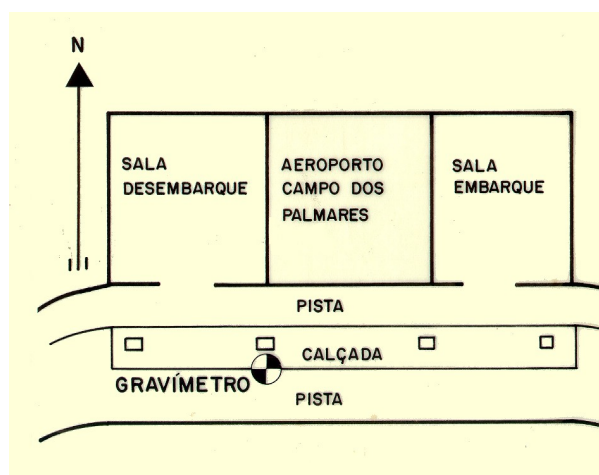 N
SALA
DESEMBARQUE
AEROPORTO
CAMPO DOS
PALMARES
SALA
EMBARQUE
PISTA
CALÇADA
GRAVÍMETRO
PISTA